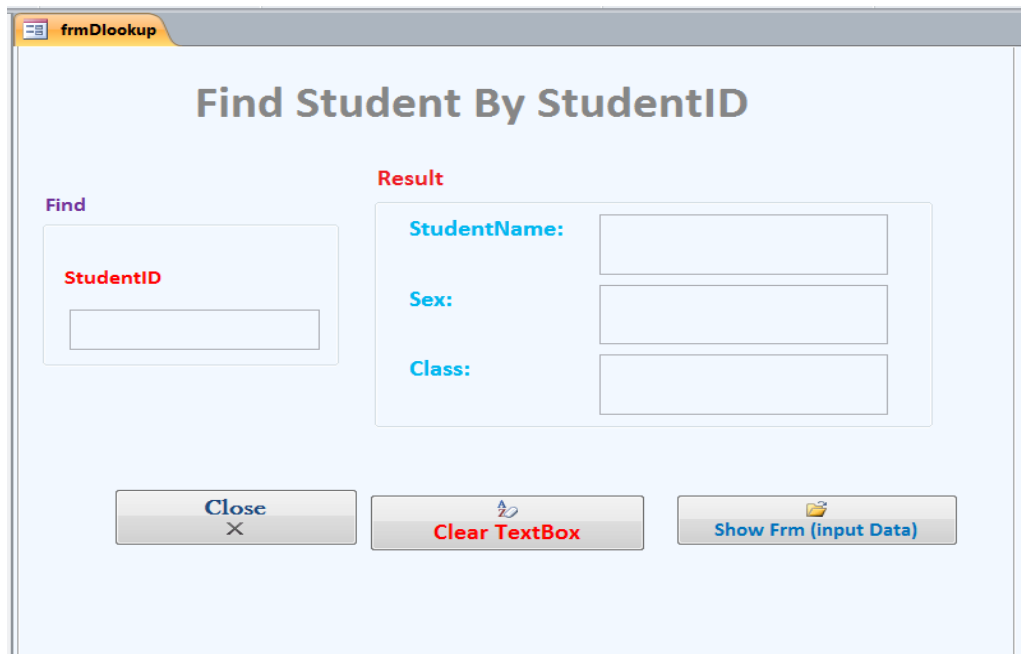 frmDlookup
Find Student By StudentID
Result
Find
StudentName:
StudentID
Sex:
Class:
Close
Clear TextBox
Show Frm (input Data)